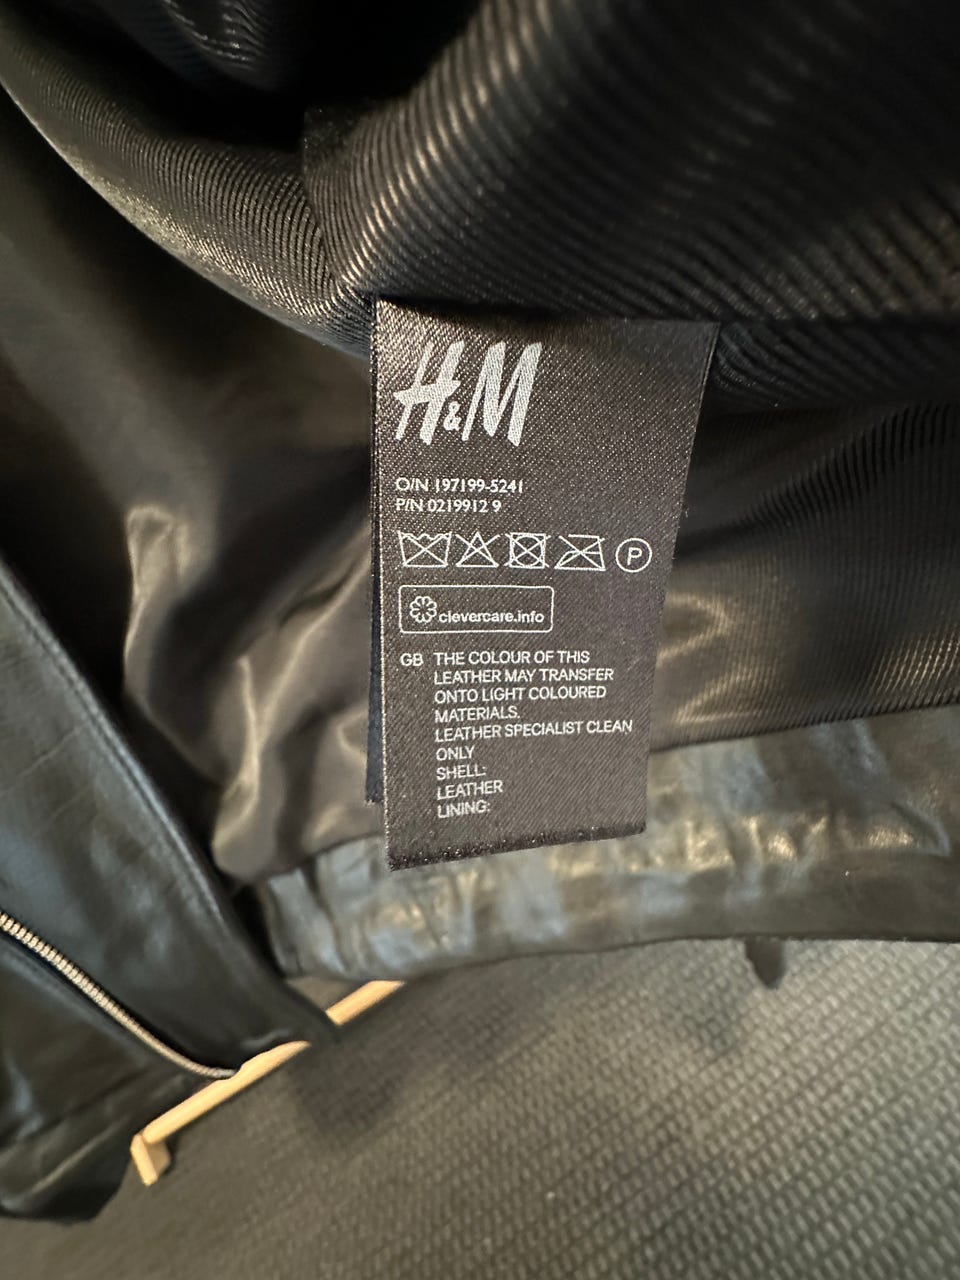 H&M
O/N 197199-5241
P/N 0219912 9
P
clevercare.info
GB THE COLOUR OF THIS
LEATHER MAY TRANSFER
ONTO LIGHT COLOURED
MATERIALS.
LEATHER SPECIALIST CLEAN
ONLY
SHELL:
LEATHER
LINING: